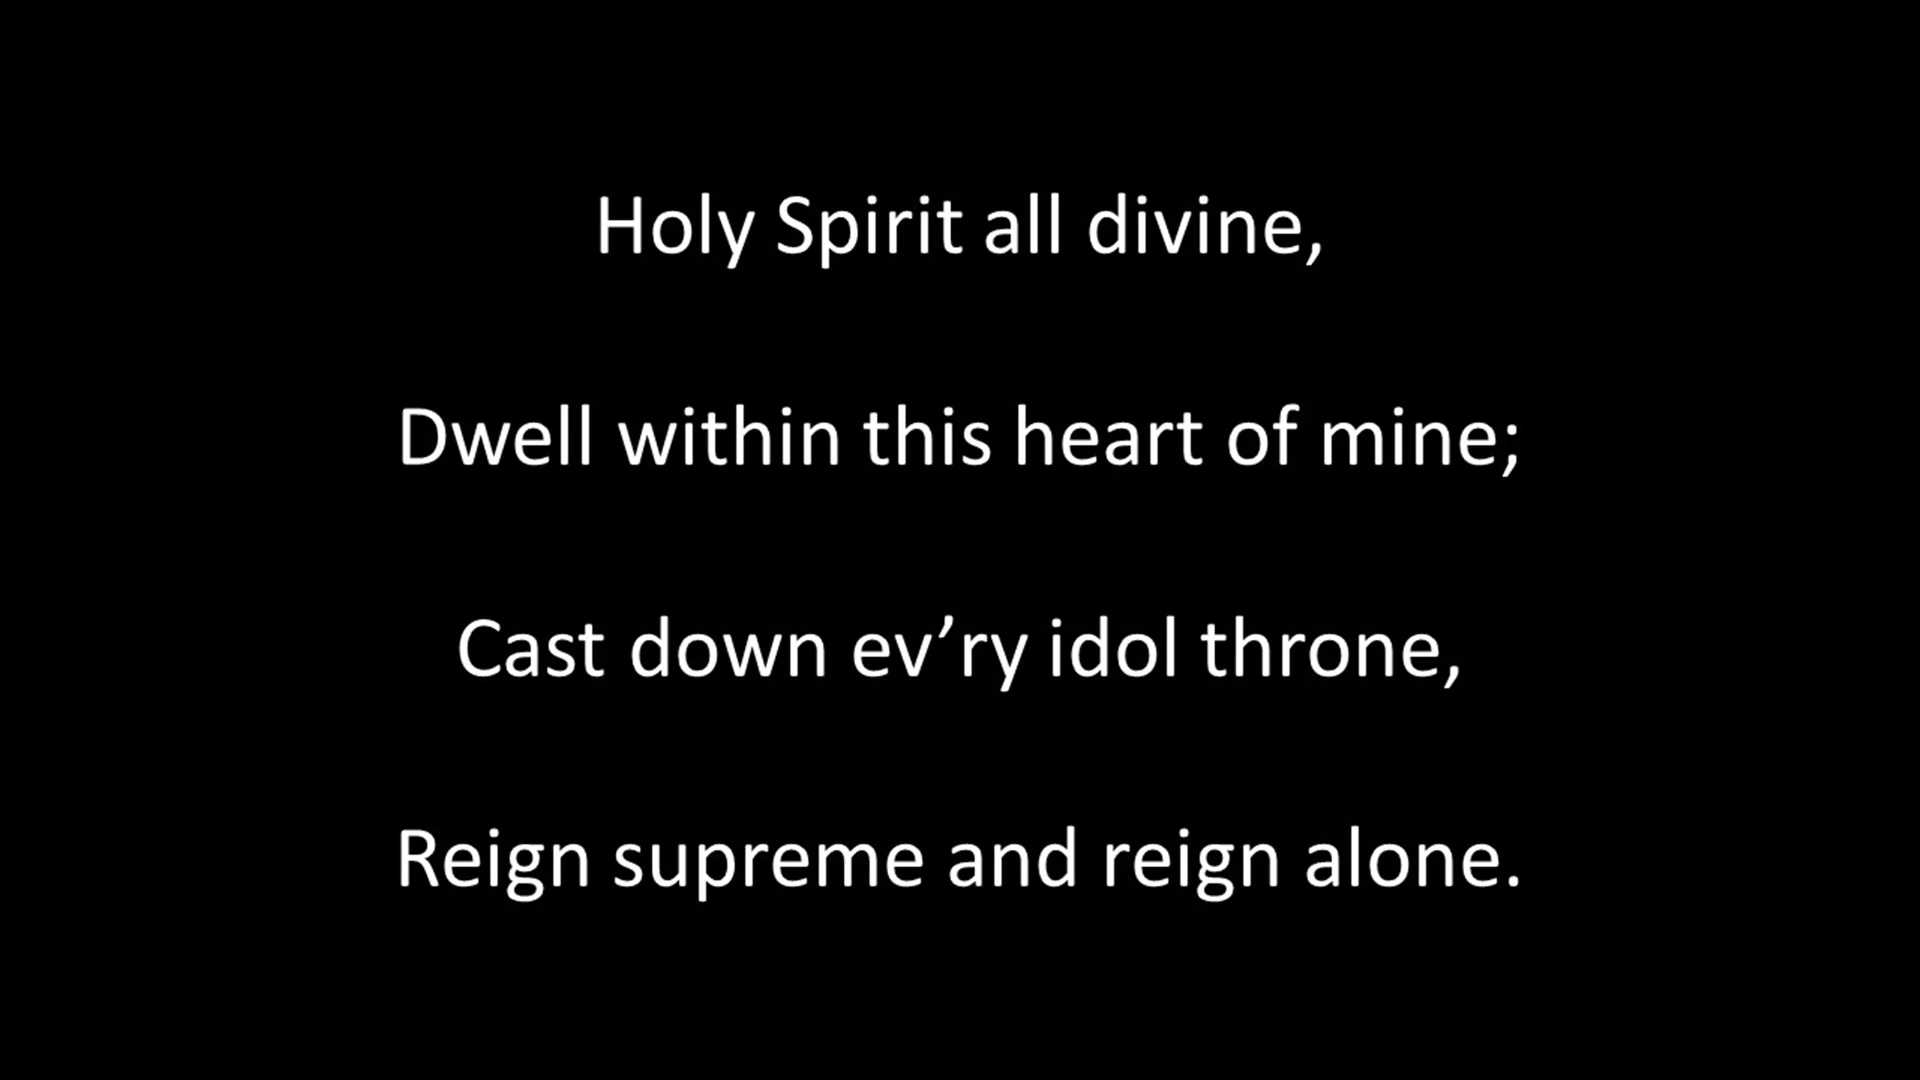 Holy Spirit all divine,
Dwell within this heart of mine;
Cast down ev’ry idol throne,
Reign supreme and reign alone.